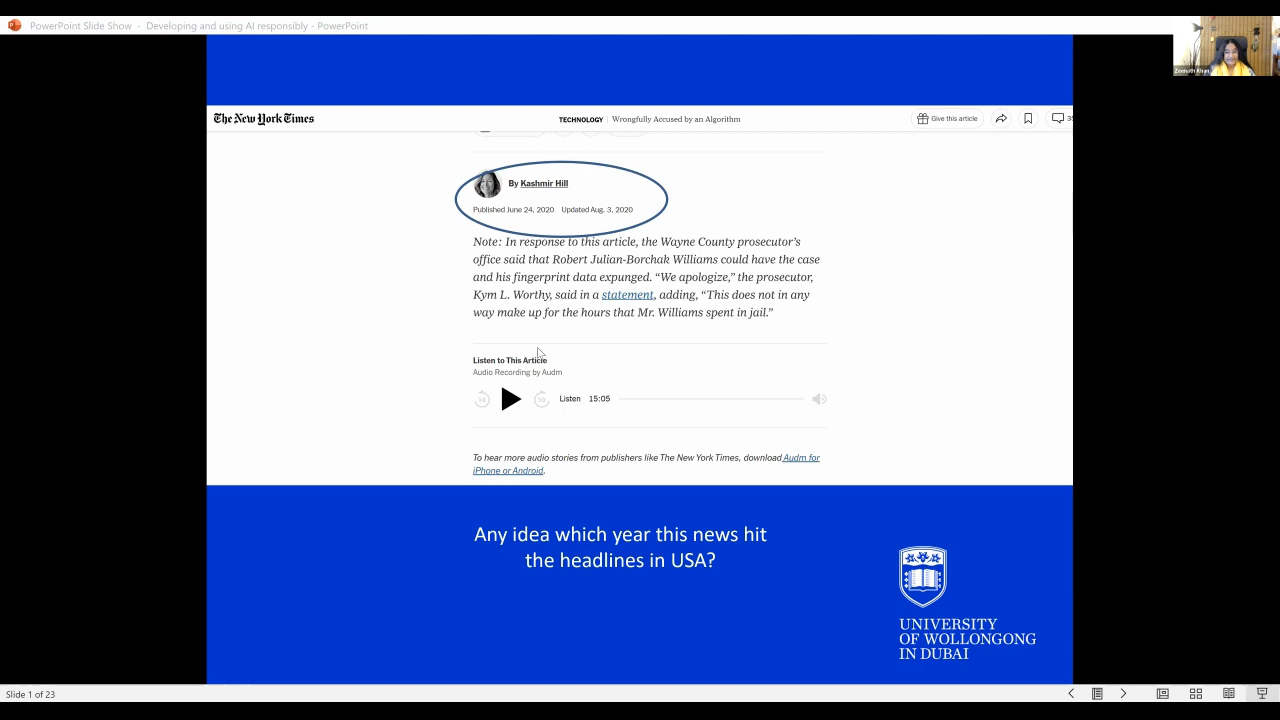 PowerPoint Slide Show - Developing and using AI responsibly - PowerPoint
Zeenath Khan
The New York Times
TECHNOLOGY | Wrongfully Accused by an Algorithm
Give this article
By Kashmir Hill
Published June 24, 2020 Updated Aug. 3, 2020
Note: In response to this article, the Wayne County prosecutor's
office said that Robert Julian-Borchak Williams could have the case
and his fingerprint data expunged. “We apologize,” the prosecutor,
Kym L. Worthy, said in a statement, adding, “This does not in any
way make up for the hours that Mr. Williams spent in jail.”
Listen to This Article
Audio Recording by Audm
10
10
Listen 15:05
To hear more audio stories from publishers like The New York Times, download Audm for
iPhone or Android.
Any idea which year this news hit
the headlines in USA?
UNIVERSITY
OF WOLLONGONG
IN DUBAI
Slide 1 of 23